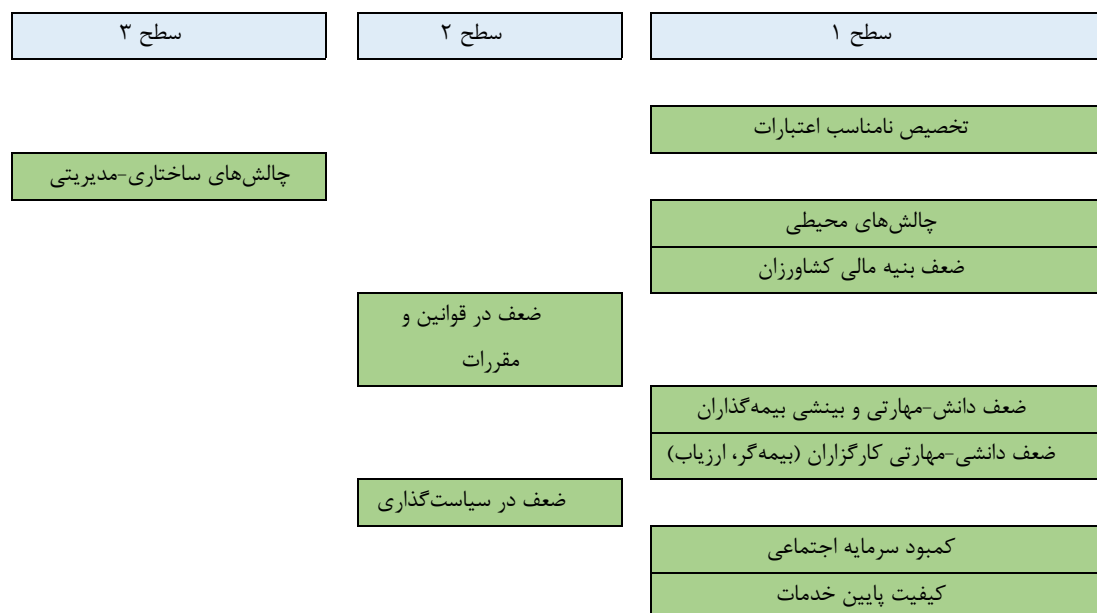 سطح ۱
سطح ۲
سطح ۳
تخصیص نامناسب اعتبارات
چالش‌های ساختاری-مدیریتی
چالش‌های محیطی
ضعف بنیه مالی کشاورزان
ضعف در قوانین و
مقررات
ضعف دانش-مهارتی و بینشی بیمه‌گذاران
ضعف دانشی-مهارتی کارگزاران (بیمه‌گر، ارزیاب)
ضعف در سیاست‌گذاری
کمبود سرمایه اجتماعی
کیفیت پایین خدمات